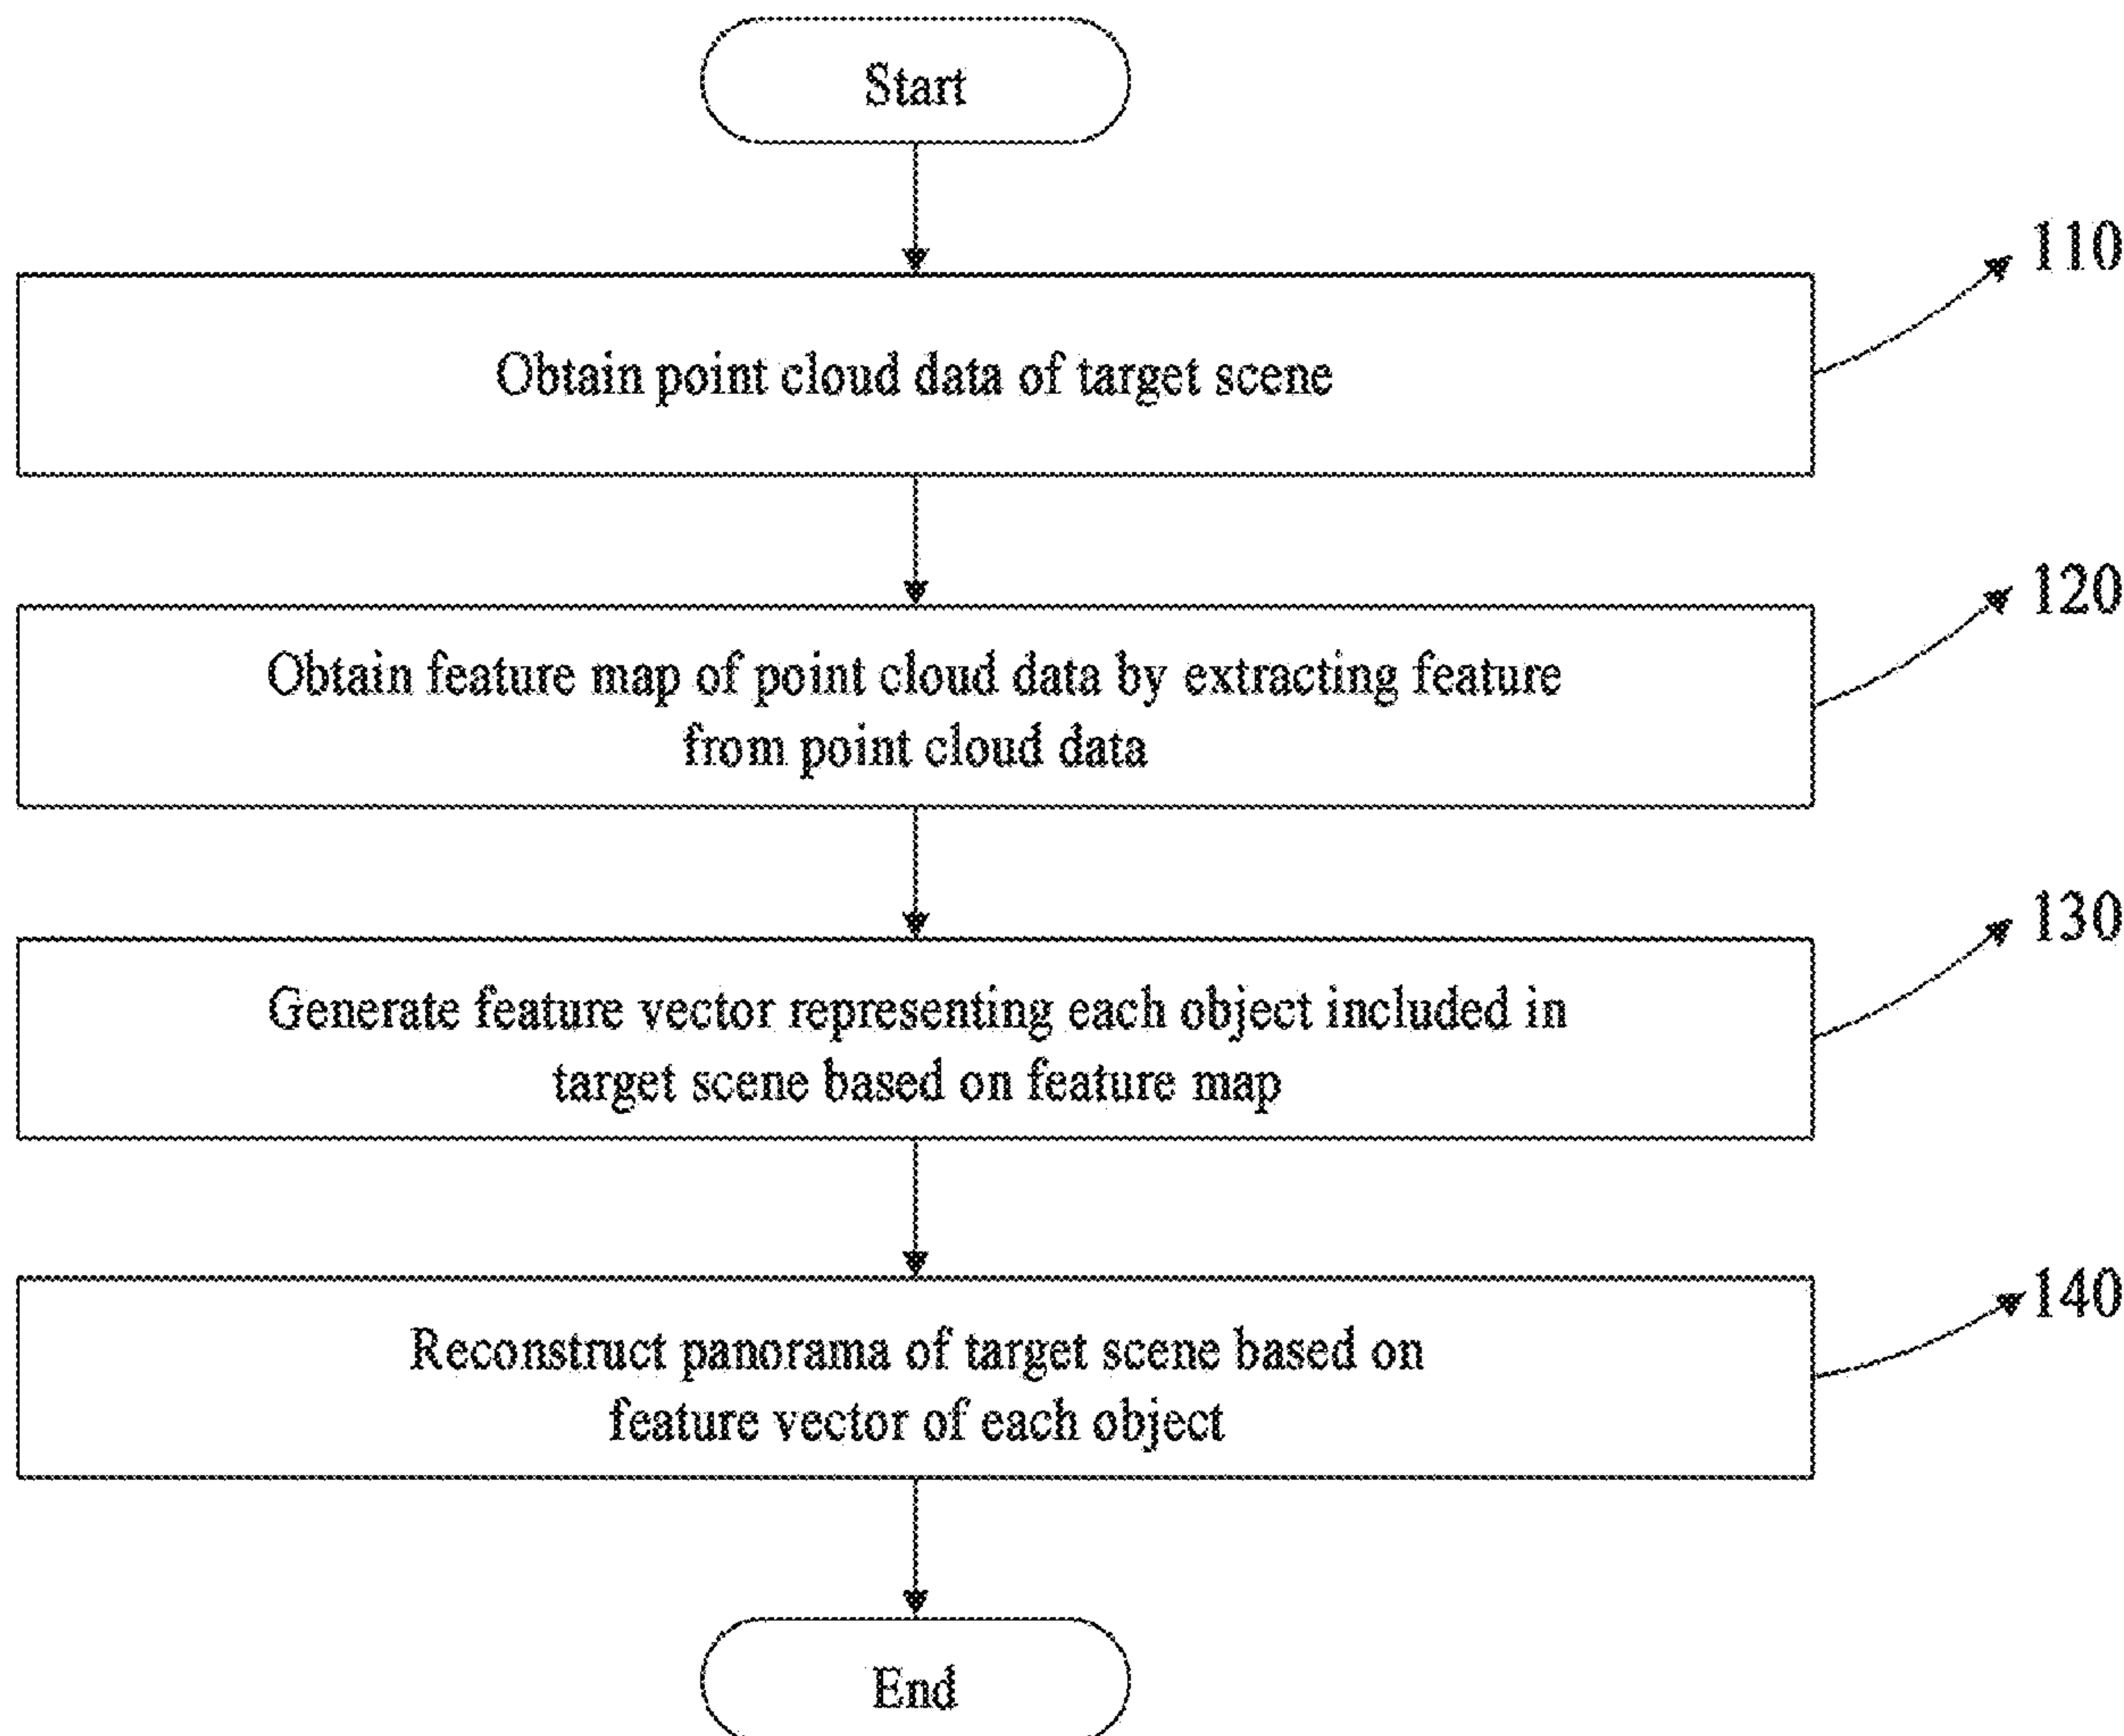 Start
110
Obtain point cloud data of target scene
120
Obtain feature map of point cloud data by extracting feature
from point cloud data
130
Generate feature vector representing each object included in
target scene based on feature map
140
Reconstruct panorama of target scene based on
feature vector of each object
End